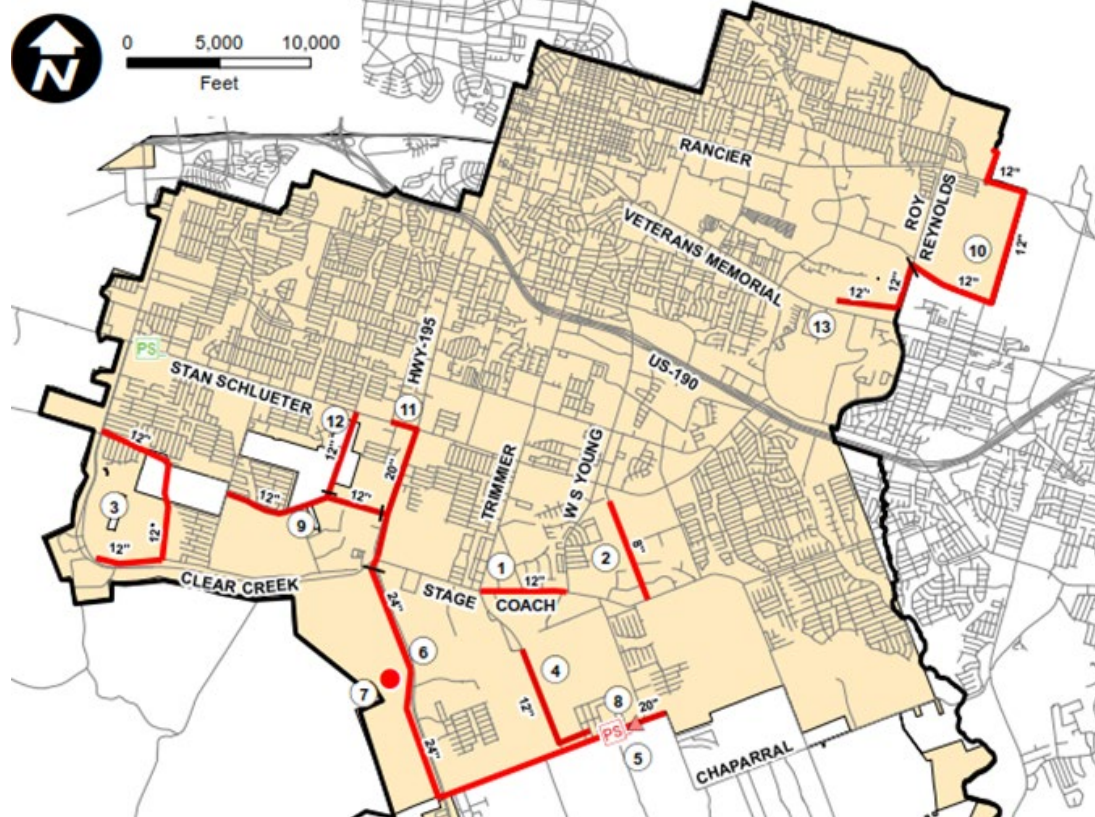 N
0 5,000 10,000
Feet
RANCIER
12"
ROY
REYNOLDS
VETERANS MEMORIAL
10
12"
12"
12"
12"
13
US-190
PS
STAN SCHLUETER
HWY-195
12
11
12"
12"
20"
TRIMMIER
W S YOUNG
3
12"
12"
12"
9
12"
8"
2
1
12"
CLEAR CREEK
STAGE
COACH
24"
6
4
7
12"
8
20"
PS
24"
5
CHAPARRAL